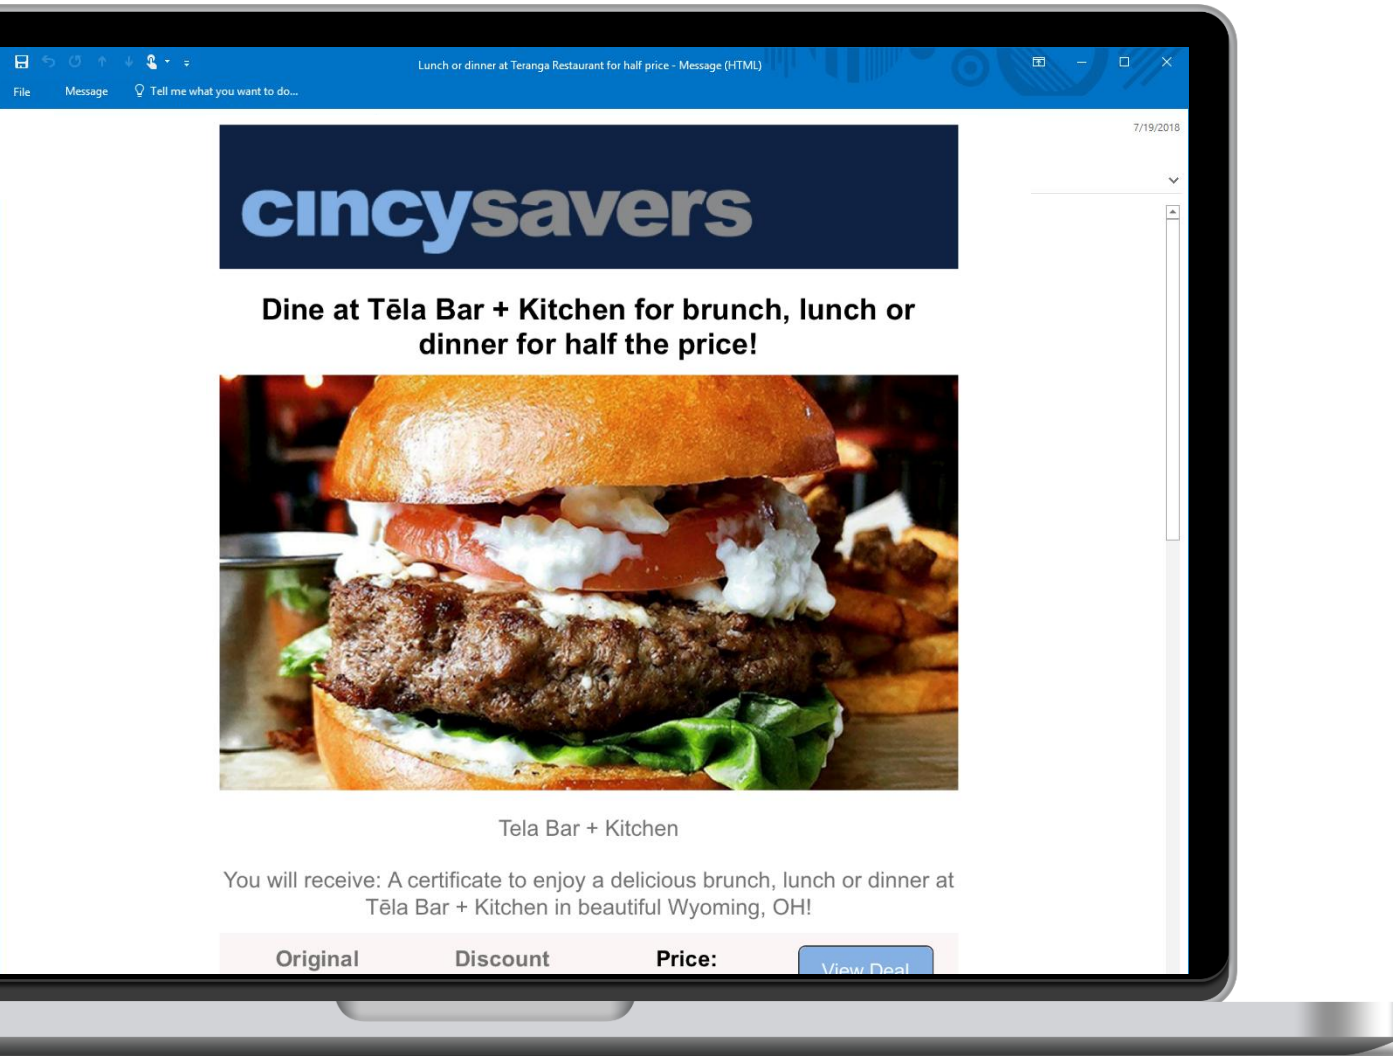 Lunch or dinner at Teranga Restaurant for half price - Message (HTML)
File Message Tell me what you want to do...
7/19/2018
cincysavers
Dine at Tēla Bar + Kitchen for brunch, lunch or
dinner for half the price!
Tela Bar + Kitchen
You will receive: A certificate to enjoy a delicious brunch, lunch or dinner at
Tēla Bar + Kitchen in beautiful Wyoming, OH!
Original Discount Price: View Deal